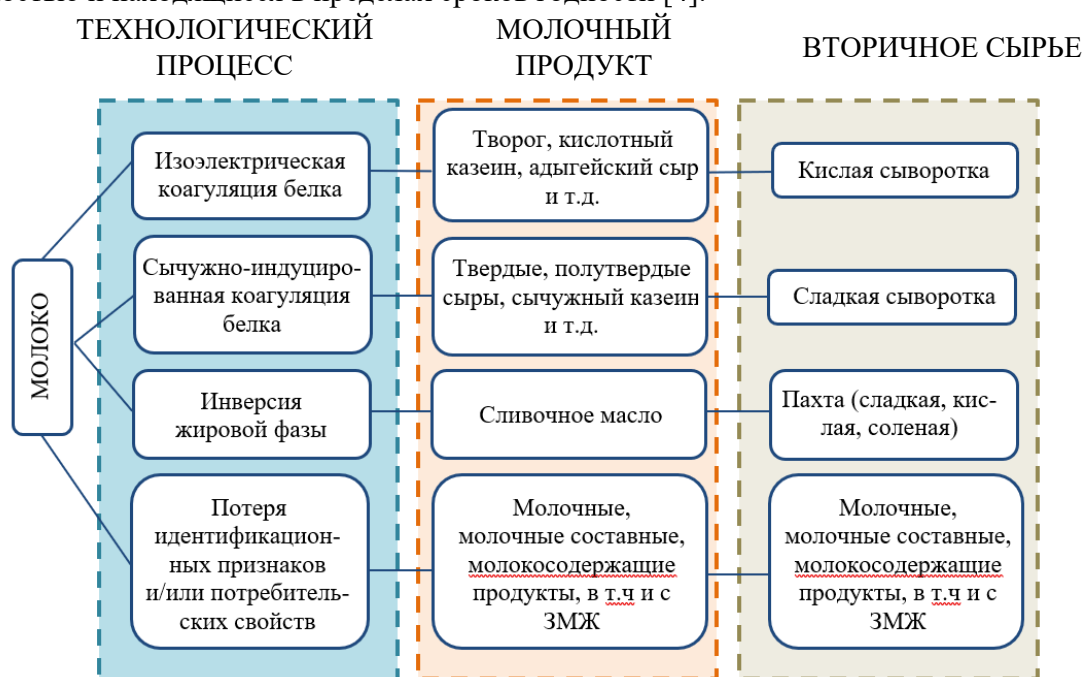 ТЕХНОЛОГИЧЕСКИЙ
ПРОЦЕСС
МОЛОЧНЫЙ
ПРОДУКТ
ВТОРИЧНОЕ СЫРЬЕ
МОЛОКО
Изоэлектрическая
коагуляция белка
Творог, кислотный
казеин, адыгейский сыр
и т.д.
Кислая сыворотка
Сычужно-индуциро-
ванная коагуляция
белка
Твердые, полутвердые
сыры, сычужный казеин
и т.д.
Сладкая сыворотка
Инверсия
жировой фазы
Сливочное масло
Пахта (сладкая, кис-
лая, соленая)
Потеря
идентификацион-
ных признаков
и/или потребитель-
ских свойств
Молочные,
молочные составные,
молокосодержащие
продукты, в т.ч и с
ЗМЖ
Молочные,
молочные составные,
молокосодержащие
продукты, в т.ч и с
ЗМЖ